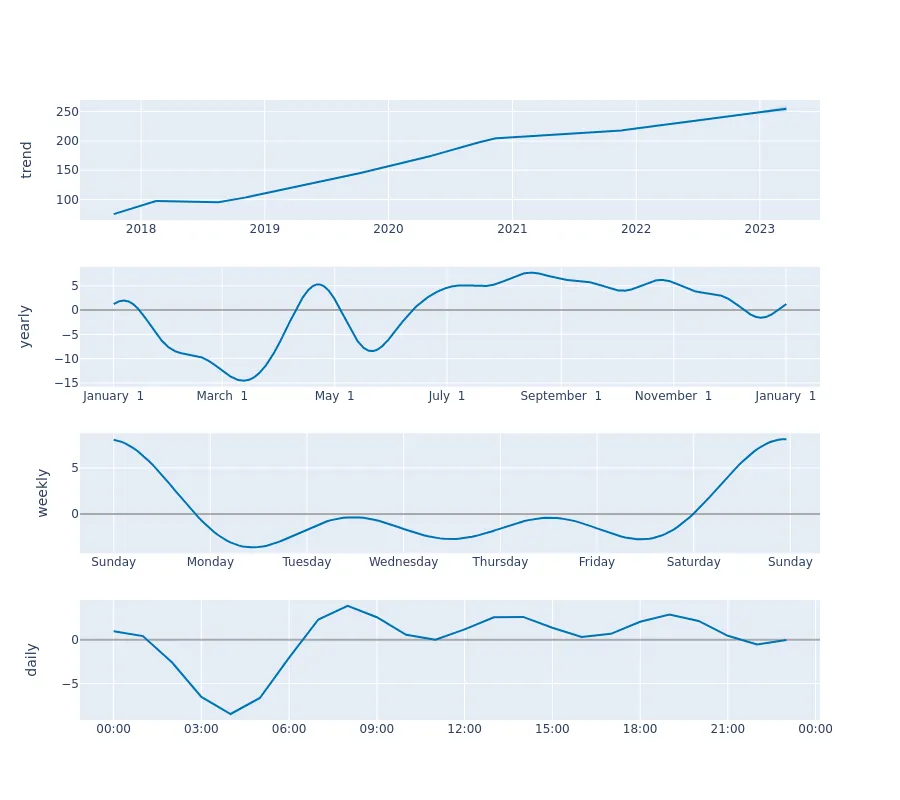 trend
250
200
150
100
2018 2019 2020 2021 2022 2023
yearly
5
0
−5
−10
−15
January 1 March 1 May 1 July 1 September 1 November 1 January 1
weekly
5
0
Sunday Monday Tuesday Wednesday Thursday Friday Saturday Sunday
daily
0
−5
00:00 03:00 06:00 09:00 12:00 15:00 18:00 21:00 00:00